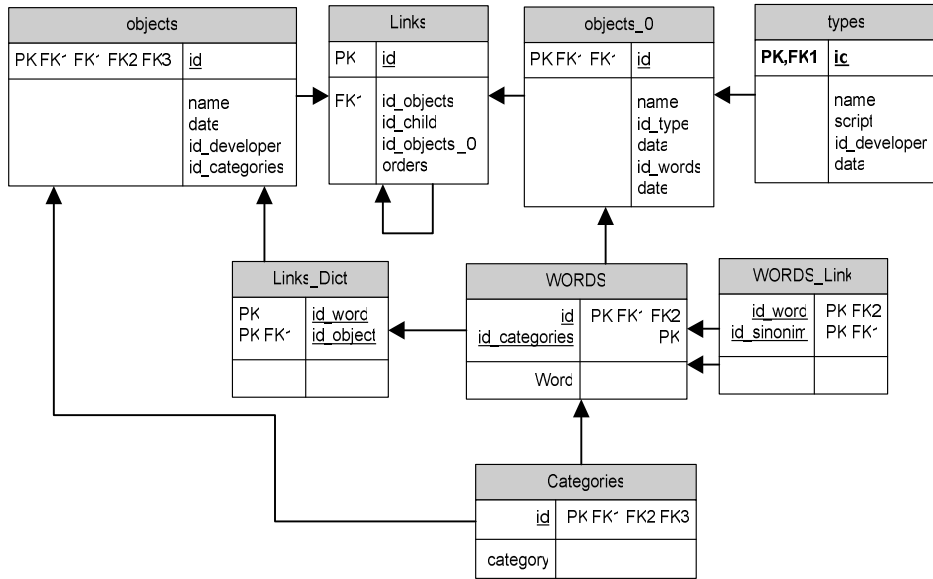 objects
PK FK1 FK1 FK2 FK3 id
name
date
id_developer
id_categories
Links
PK id
FK1 id_objects
id_child
id_objects_0
orders
objects_0
PK FK1 FK1 id
name
id_type
data
id_words
date
types
PK,FK1 ic
name
script
id_developer
data
Links_Dict
PK id_word
PK FK1 id_object
WORDS
id PK FK1 FK2
id_categories PK
Word
WORDS_Link
id_word PK FK2
id_sinonim PK FK1
Categories
id PK FK1 FK2 FK3
category